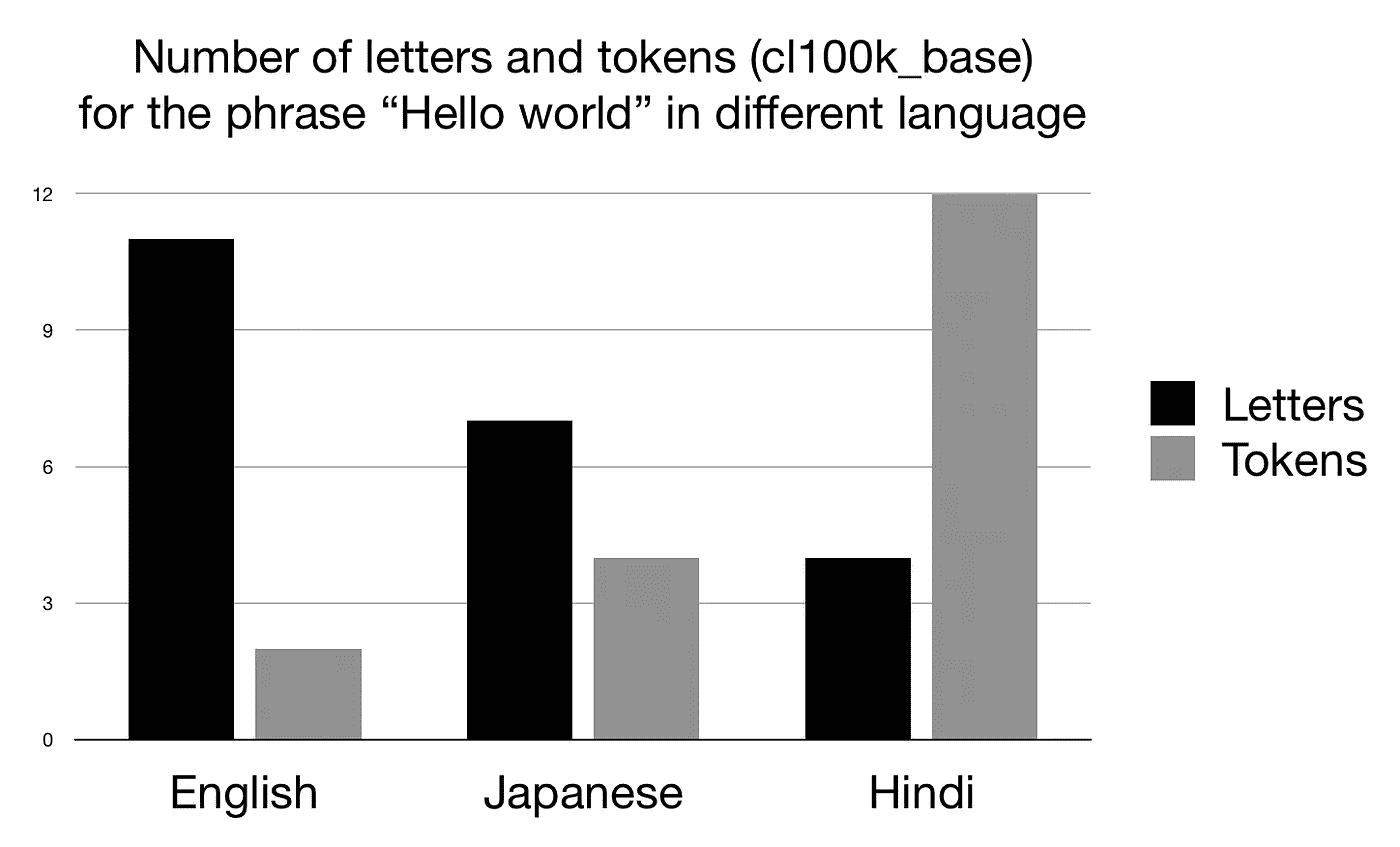 Number of letters and tokens (cl100k_base)
for the phrase “Hello world” in different language
12
9
6
3
0
Letters
Tokens
English Japanese Hindi